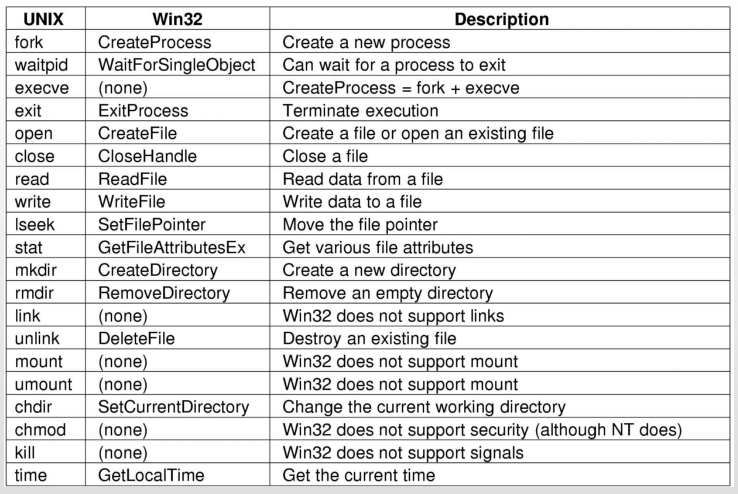 UNIX Win32 Description
fork CreateProcess Create a new process
waitpid WaitForSingleObject Can wait for a process to exit
execve (none) CreateProcess = fork + execve
exit ExitProcess Terminate execution
open CreateFile Create a file or open an existing file
close CloseHandle Close a file
read ReadFile Read data from a file
write WriteFile Write data to a file
lseek SetFilePointer Move the file pointer
stat GetFileAttributesEx Get various file attributes
mkdir CreateDirectory Create a new directory
rmdir RemoveDirectory Remove an empty directory
link (none) Win32 does not support links
unlink DeleteFile Destroy an existing file
mount (none) Win32 does not support mount
umount (none) Win32 does not support mount
chdir SetCurrentDirectory Change the current working directory
chmod (none) Win32 does not support security (although NT does)
kill (none) Win32 does not support signals
time GetLocalTime Get the current time